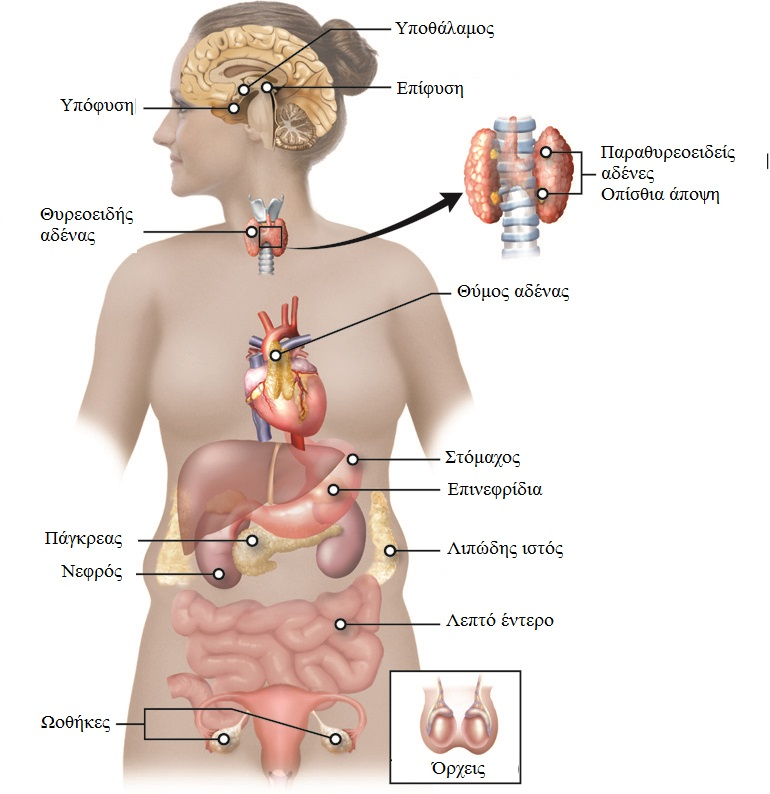 Υποθάλαμος
Επίφυση
Υπόφυση
Παραθυρεοειδείς
αδένες
Οπίσθια άποψη
Θυρεοειδής
αδένας
Θύμος αδένας
Στόμαχος
Επινεφρίδια
Πάγκρεας
Λιπώδης ιστός
Νεφρός
Λεπτό έντερο
Ωοθήκες
Όρχεις